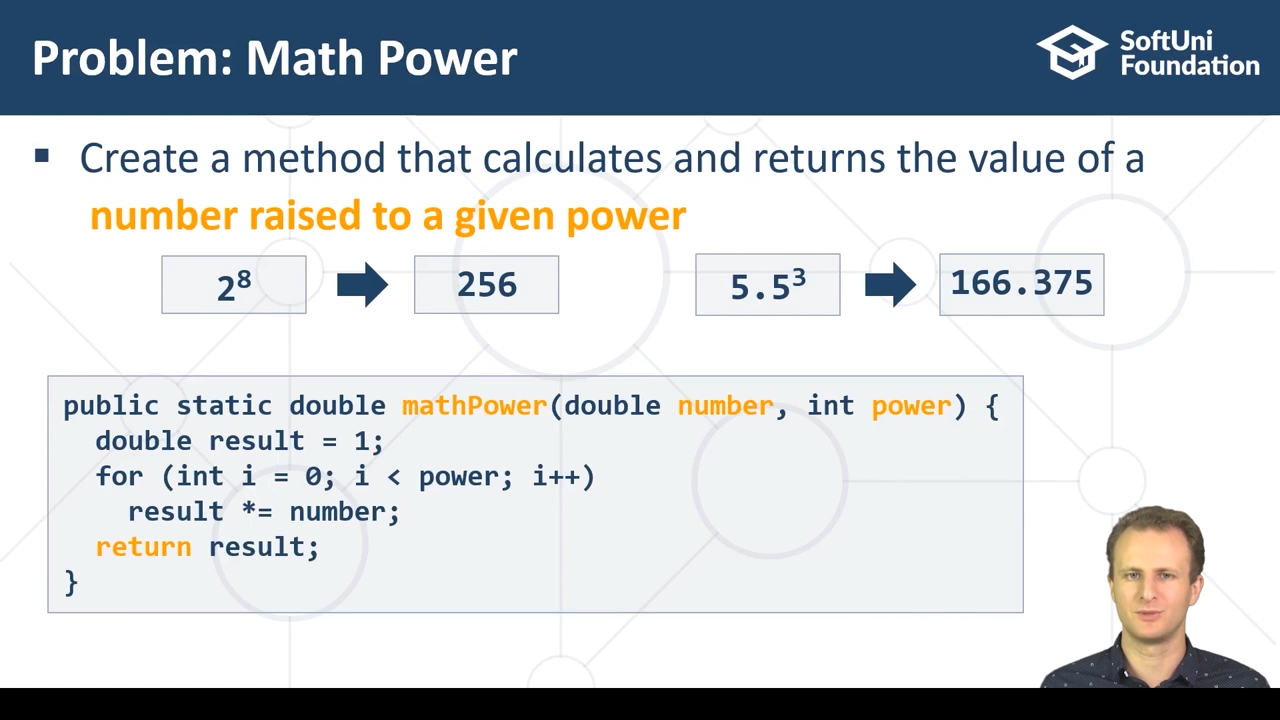 Problem: Math Power
SoftUni
Foundation
▪ Create a method that calculates and returns the value of a
number raised to a given power
2⁸ 256 5.5³ 166.375
public static double mathPower(double number, int power) {
  double result = 1;
  for (int i = 0; i < power; i++)
    result *= number;
  return result;
}